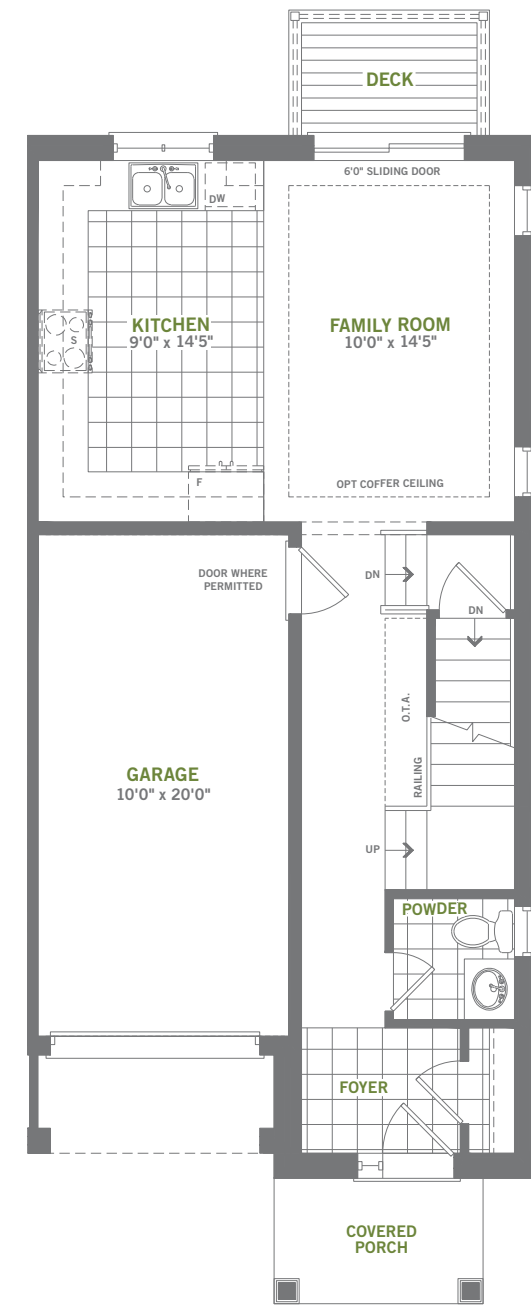 DECK
6'0" SLIDING DOOR
DW
KITCHEN
9'0" x 14'5"
FAMILY ROOM
10'0" x 14'5"
S
F
OPT COFFER CEILING
DOOR WHERE
PERMITTED
DN
DN
O.T.A.
RAILING
GARAGE
10'0" x 20'0"
UP
POWDER
FOYER
COVERED
PORCH